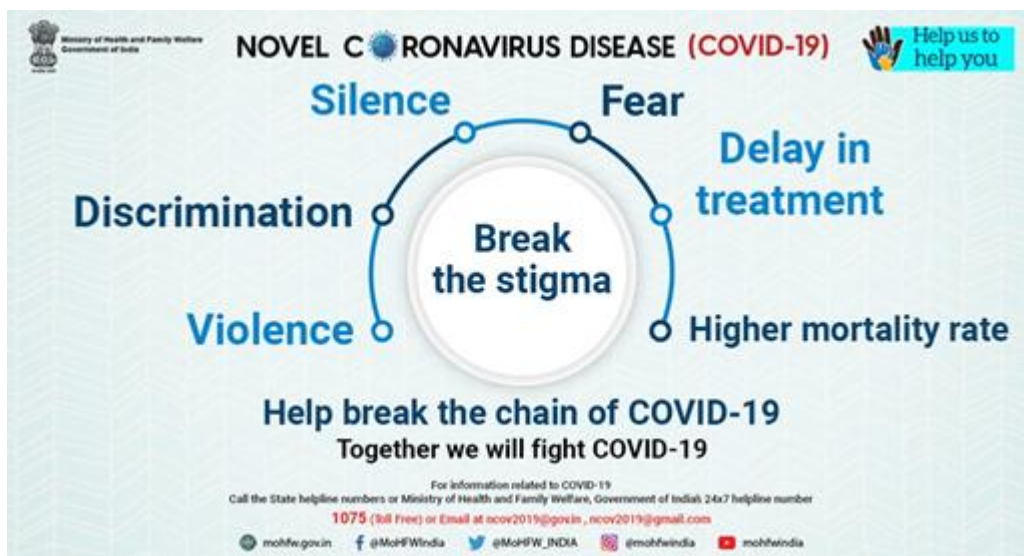 Ministry of Health and Family Welfare
Government of India
NOVEL CORONAVIRUS DISEASE (COVID-19)
Help us to
help you
Silence
Fear
Delay in
treatment
Discrimination
Break
the stigma
Violence
Higher mortality rate
Help break the chain of COVID-19
Together we will fight COVID-19
For information related to COVID-19
Call the State helpline numbers or Ministry of Health and Family Welfare, Government of India's 24x7 helpline number
1075 (Toll Free) or Email at ncov2019@gov.in , ncov2019@gmail.com
mohfw.gov.in @MoHFWIndia @MoHFW_INDIA @mohfwindia mohfwindia